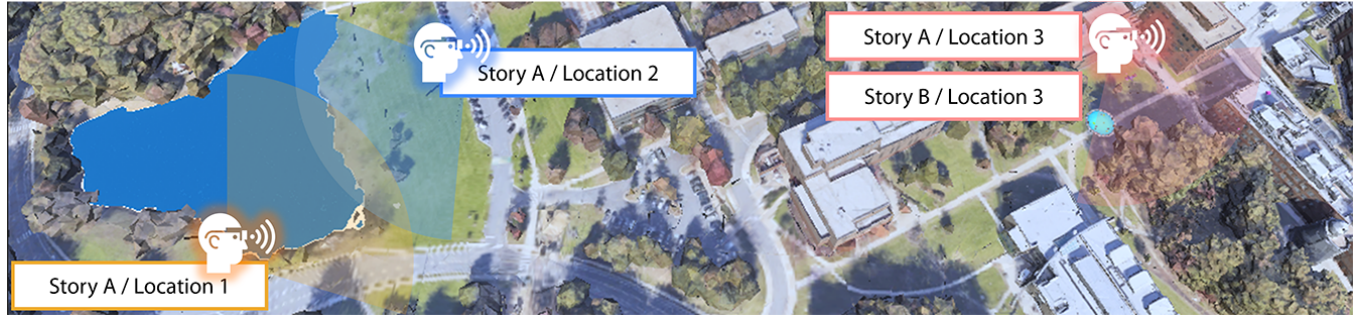 Story A / Location 3
Story A / Location 2
Story B / Location 3
Story A / Location 1